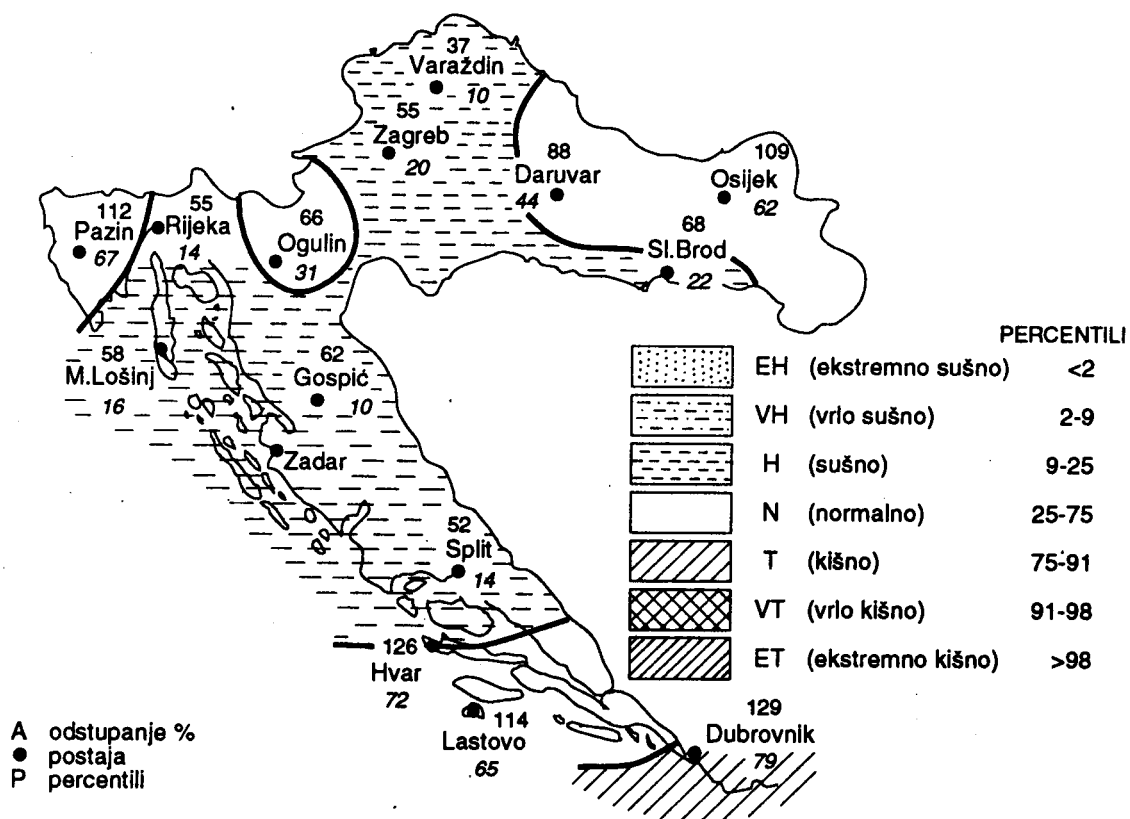 37
Varaždin
10
55
Zagreb
20
88
Daruvar
44
109
Osijek
62
68
Sl.Brod
22
112
Pazin
67
55
Rijeka
14
66
Ogulin
31
58
M.Lošinj
16
62
Gospić
10
Zadar
52
Split
14
126
Hvar
72
114
Lastovo
65
129
Dubrovnik
79
PERCENTILI
EH (ekstremno sušno) <2
VH (vrlo sušno) 2-9
H (sušno) 9-25
N (normalno) 25-75
T (kišno) 75-91
VT (vrlo kišno) 91-98
ET (ekstremno kišno) >98
A odstupanje %
● postaja
P percentili